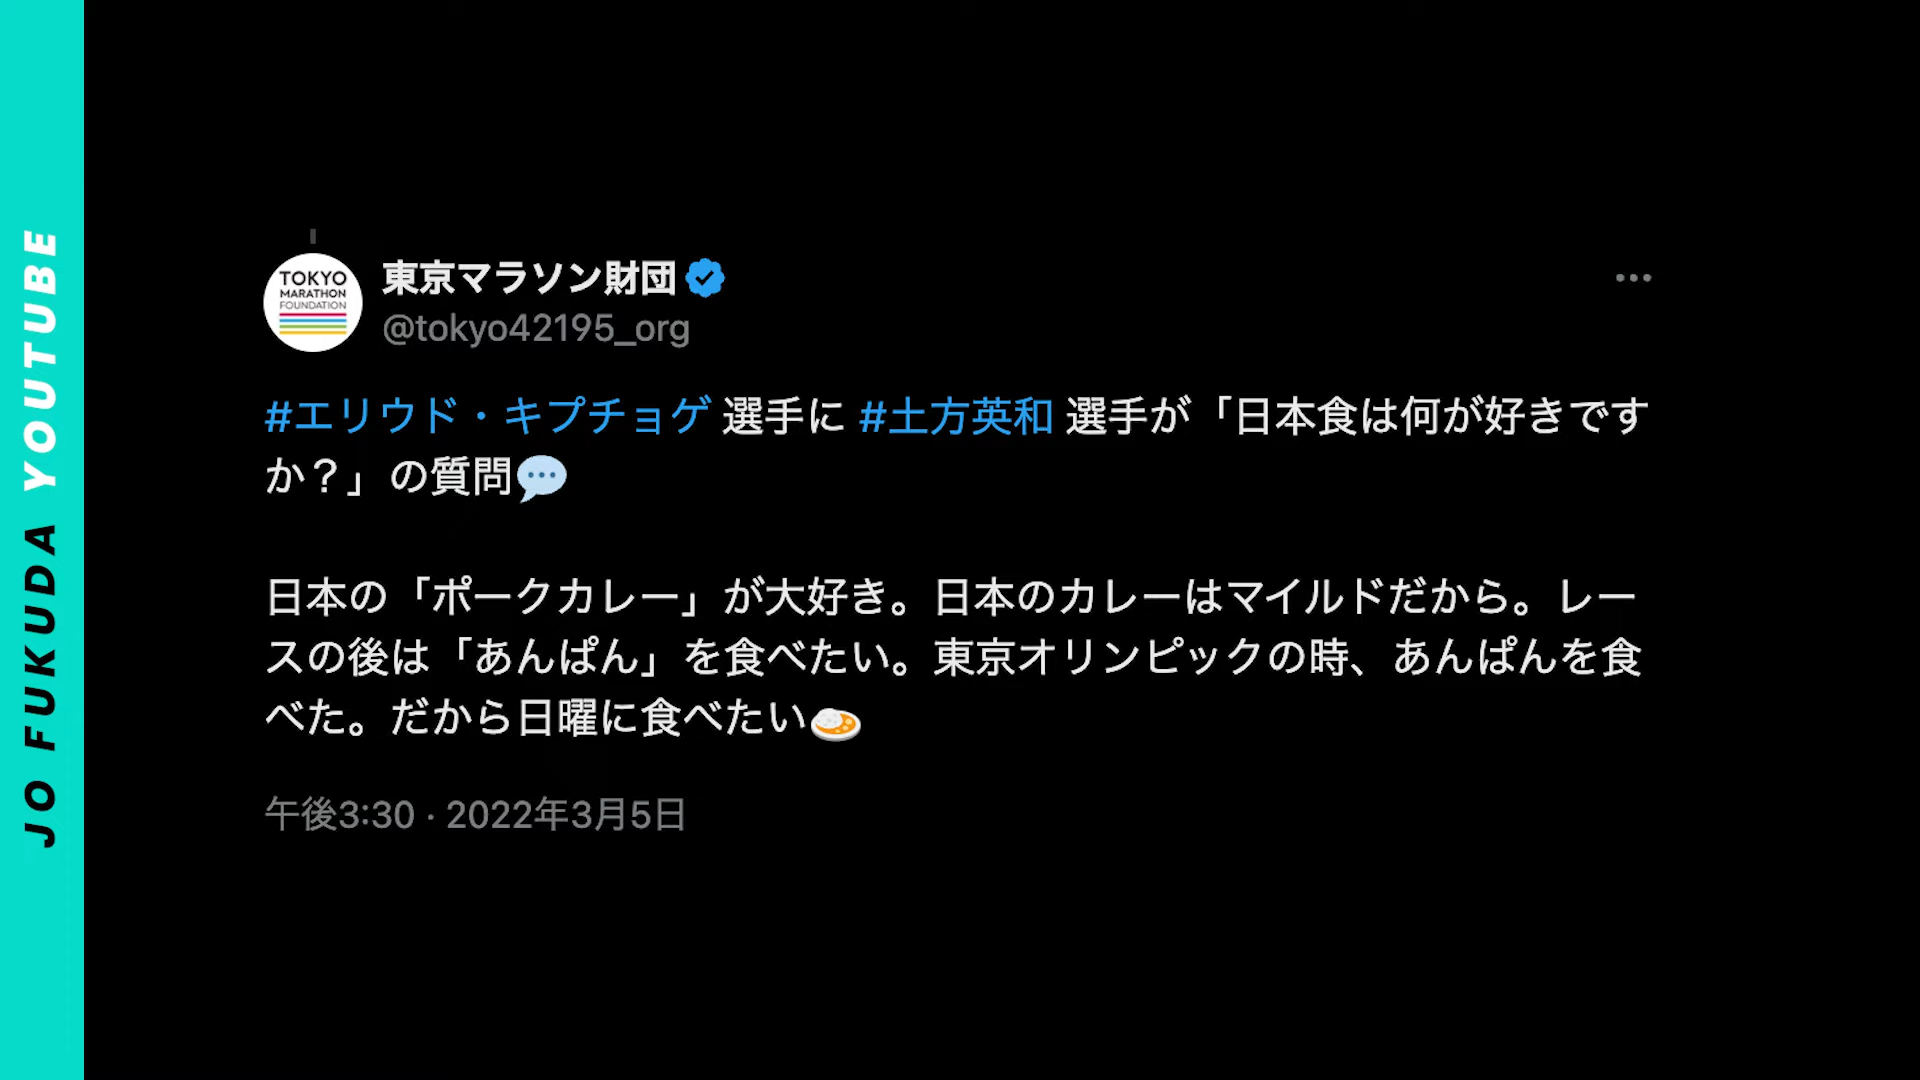 JO FUKUDA YOUTUBE
TOKYO
MARATHON
FOUNDATION
東京マラソン財団
@tokyo42195_org
#エリウド・キプチョゲ 選手に #土方英和 選手が「日本食は何が好きです
か？」の質問💬
日本の「ポークカレー」が大好き。日本のカレーはマイルドだから。レー
スの後は「あんぱん」を食べたい。東京オリンピックの時、あんぱんを食
べた。だから日曜に食べたい🍛
午後3:30 · 2022年3月5日